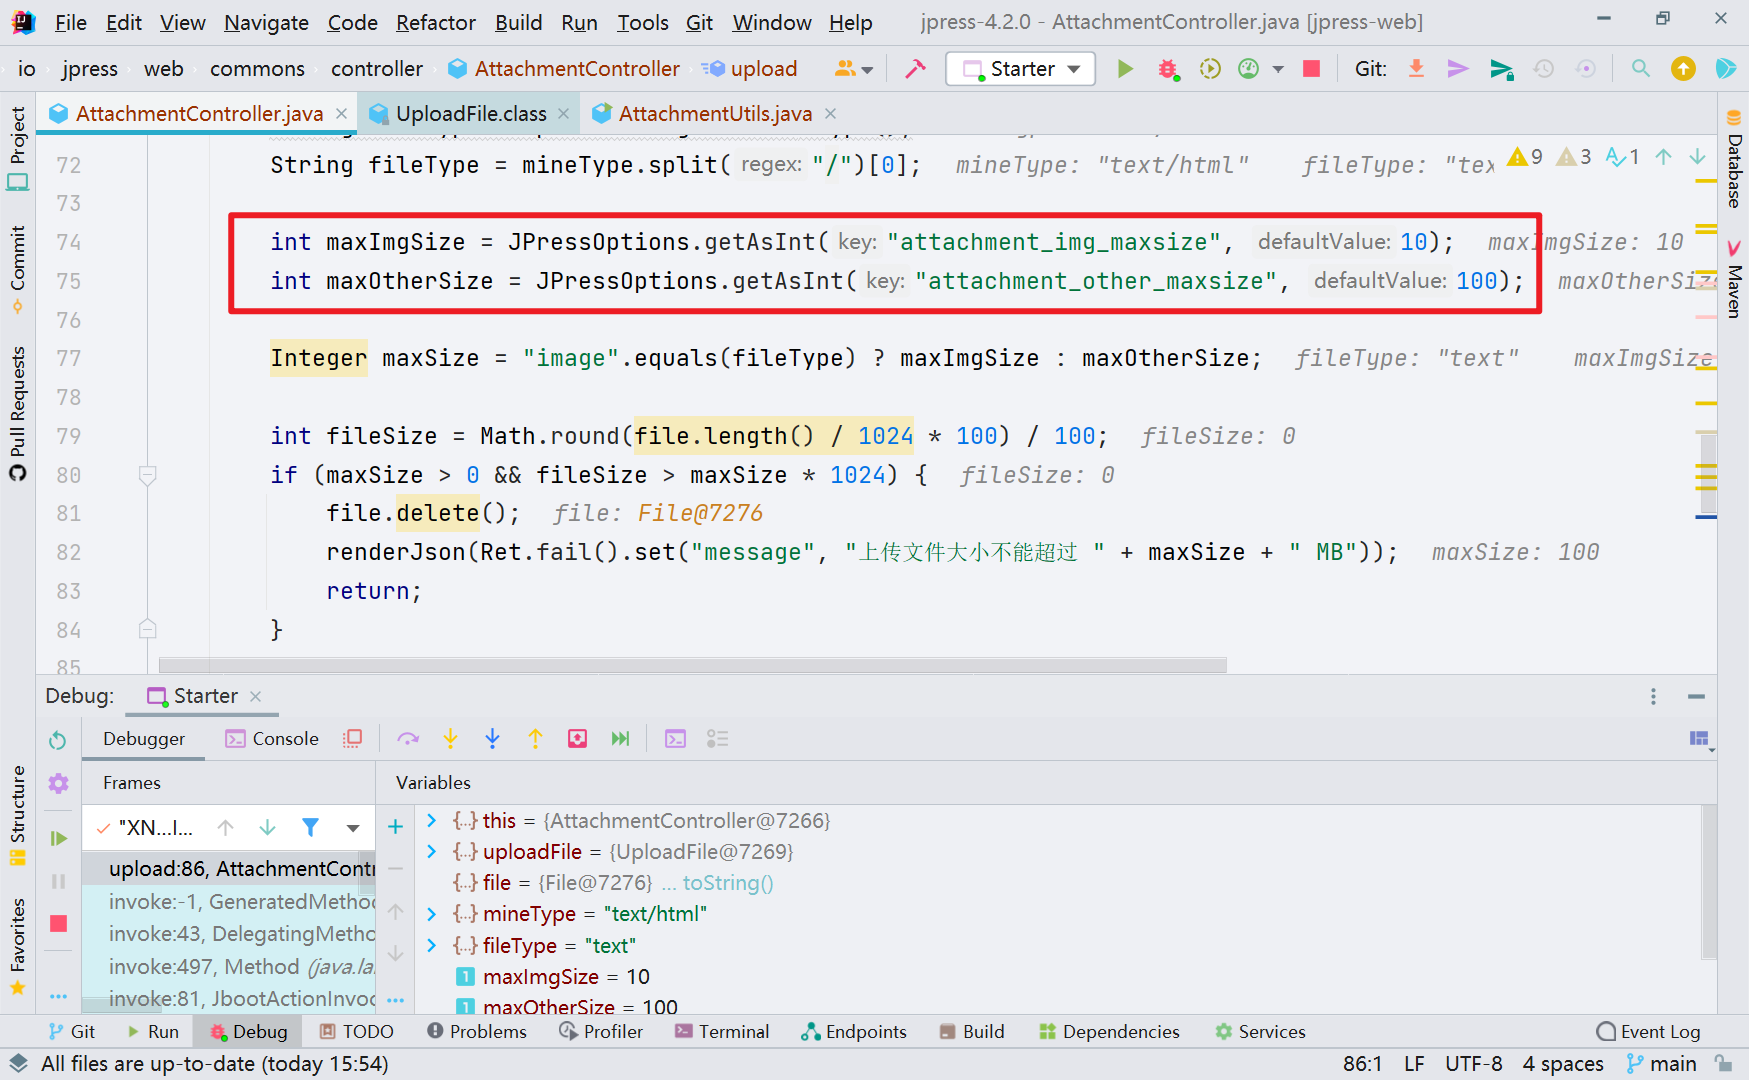 File Edit View Navigate Code Refactor Build Run Tools Git Window Help jpress-4.2.0 - AttachmentController.java [jpress-web]
io jpress web commons controller AttachmentController upload Starter Git:
AttachmentController.java UploadFile.class AttachmentUtils.java
72 String fileType = mineType.split( regex: "/")[0]; mineType: "text/html" fileType: "tex 9 3 1
73
74 int maxImgSize = JPressOptions.getAsInt( key: "attachment_img_maxsize", defaultValue: 10); maxImgSize: 10
75 int maxOtherSize = JPressOptions.getAsInt( key: "attachment_other_maxsize", defaultValue: 100); maxOtherSize
76
77 Integer maxSize = "image".equals(fileType) ? maxImgSize : maxOtherSize; fileType: "text" maxImgSize
78
79 int fileSize = Math.round(file.length() / 1024 * 100) / 100; fileSize: 0
80 if (maxSize > 0 && fileSize > maxSize * 1024) { fileSize: 0
81 file.delete(); file: File@7276
82 renderJson(Ret.fail().set("message", "上传文件大小不能超过 " + maxSize + " MB")); maxSize: 100
83 return;
84 }
85
Project
Commit
Pull Requests
Structure
Favorites
Database
Maven
Debug: Starter
Debugger Console
Frames Variables
"XN...I...
upload:86, AttachmentContr
invoke:-1, GeneratedMetho
invoke:43, DelegatingMetho
invoke:497, Method (java.la
invoke:81, JbootActionInvoc
this = {AttachmentController@7266}
uploadFile = {UploadFile@7269}
file = {File@7276} ... toString()
mineType = "text/html"
fileType = "text"
maxImgSize = 10
maxOtherSize = 100
Git Run Debug TODO Problems Profiler Terminal Endpoints Build Dependencies Services Event Log
All files are up-to-date (today 15:54) 86:1 LF UTF-8 4 spaces main